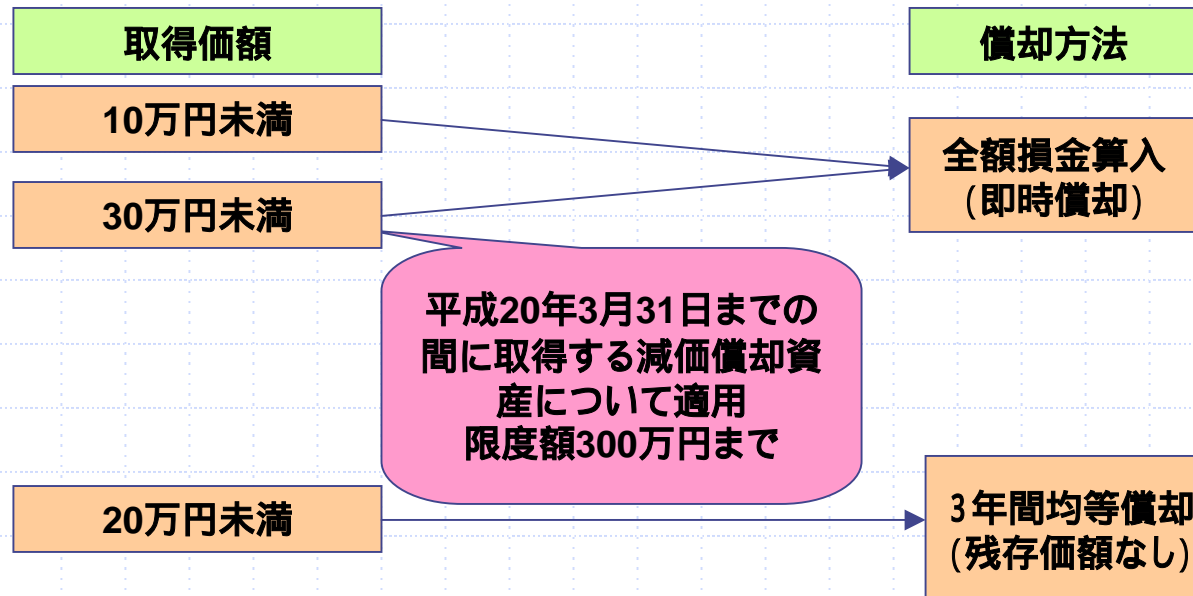 取得価額
償却方法
10万円未満
全額損金算入
(即時償却)
30万円未満
平成20年3月31日までの
間に取得する減価償却資
産について適用
限度額300万円まで
20万円未満
3年間均等償却
(残存価額なし)